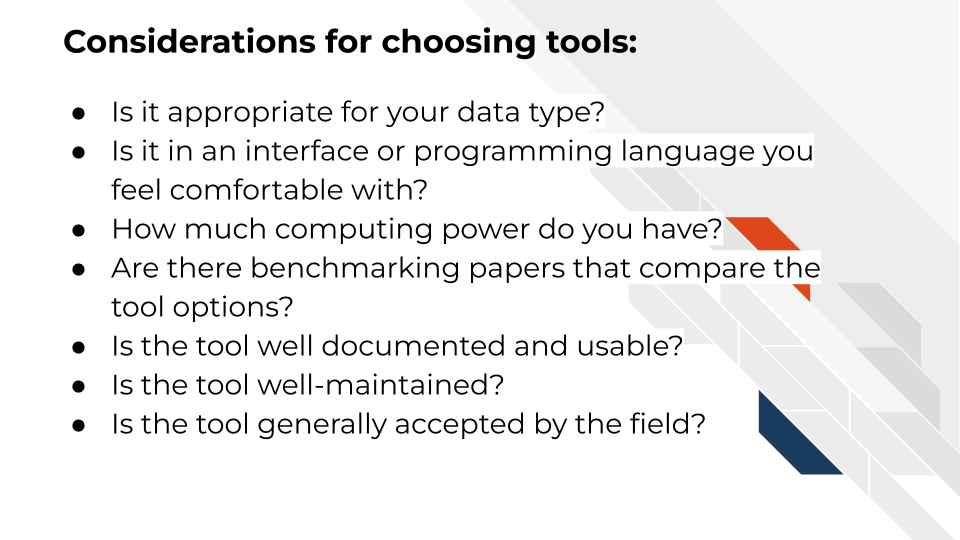 Considerations for choosing tools:
● Is it appropriate for your data type?
● Is it in an interface or programming language you
feel comfortable with?
● How much computing power do you have?
● Are there benchmarking papers that compare the
tool options?
● Is the tool well documented and usable?
● Is the tool well-maintained?
● Is the tool generally accepted by the field?